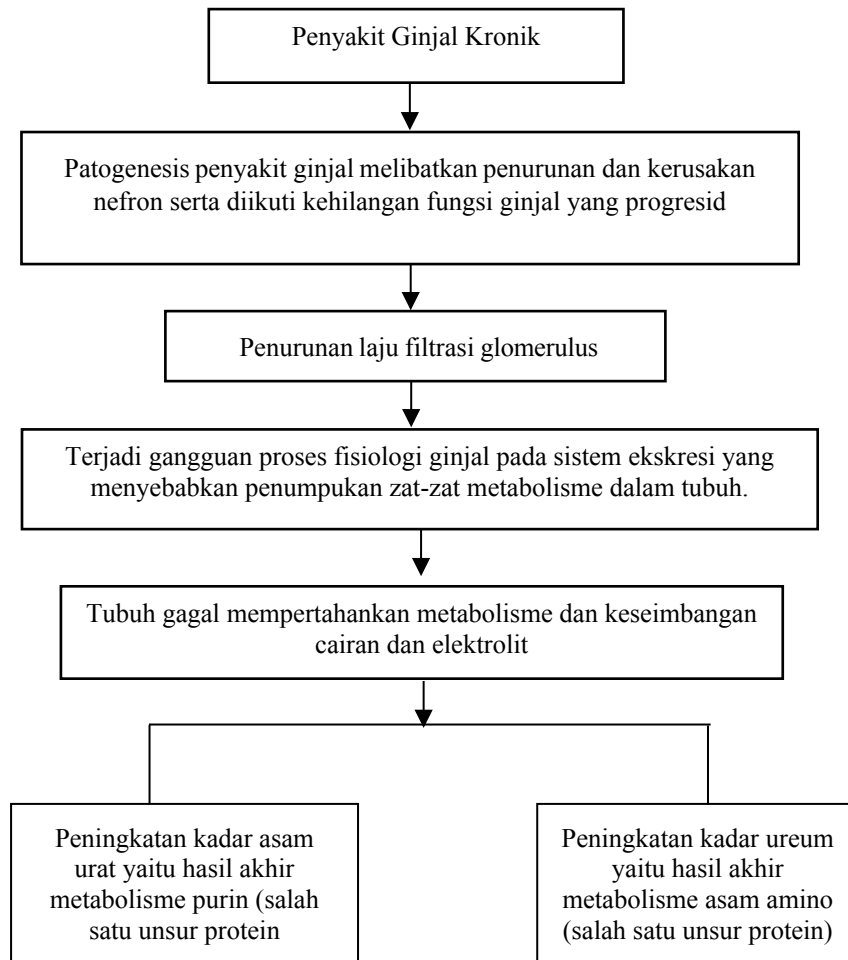 Penyakit Ginjal Kronik
Patogenesis penyakit ginjal melibatkan penurunan dan kerusakan
nefron serta diikuti kehilangan fungsi ginjal yang progresid
Penurunan laju filtrasi glomerulus
Terjadi gangguan proses fisiologi ginjal pada sistem ekskresi yang
menyebabkan penumpukan zat-zat metabolisme dalam tubuh.
Tubuh gagal mempertahankan metabolisme dan keseimbangan
cairan dan elektrolit
Peningkatan kadar asam
urat yaitu hasil akhir
metabolisme purin (salah
satu unsur protein
Peningkatan kadar ureum
yaitu hasil akhir
metabolisme asam amino
(salah satu unsur protein)